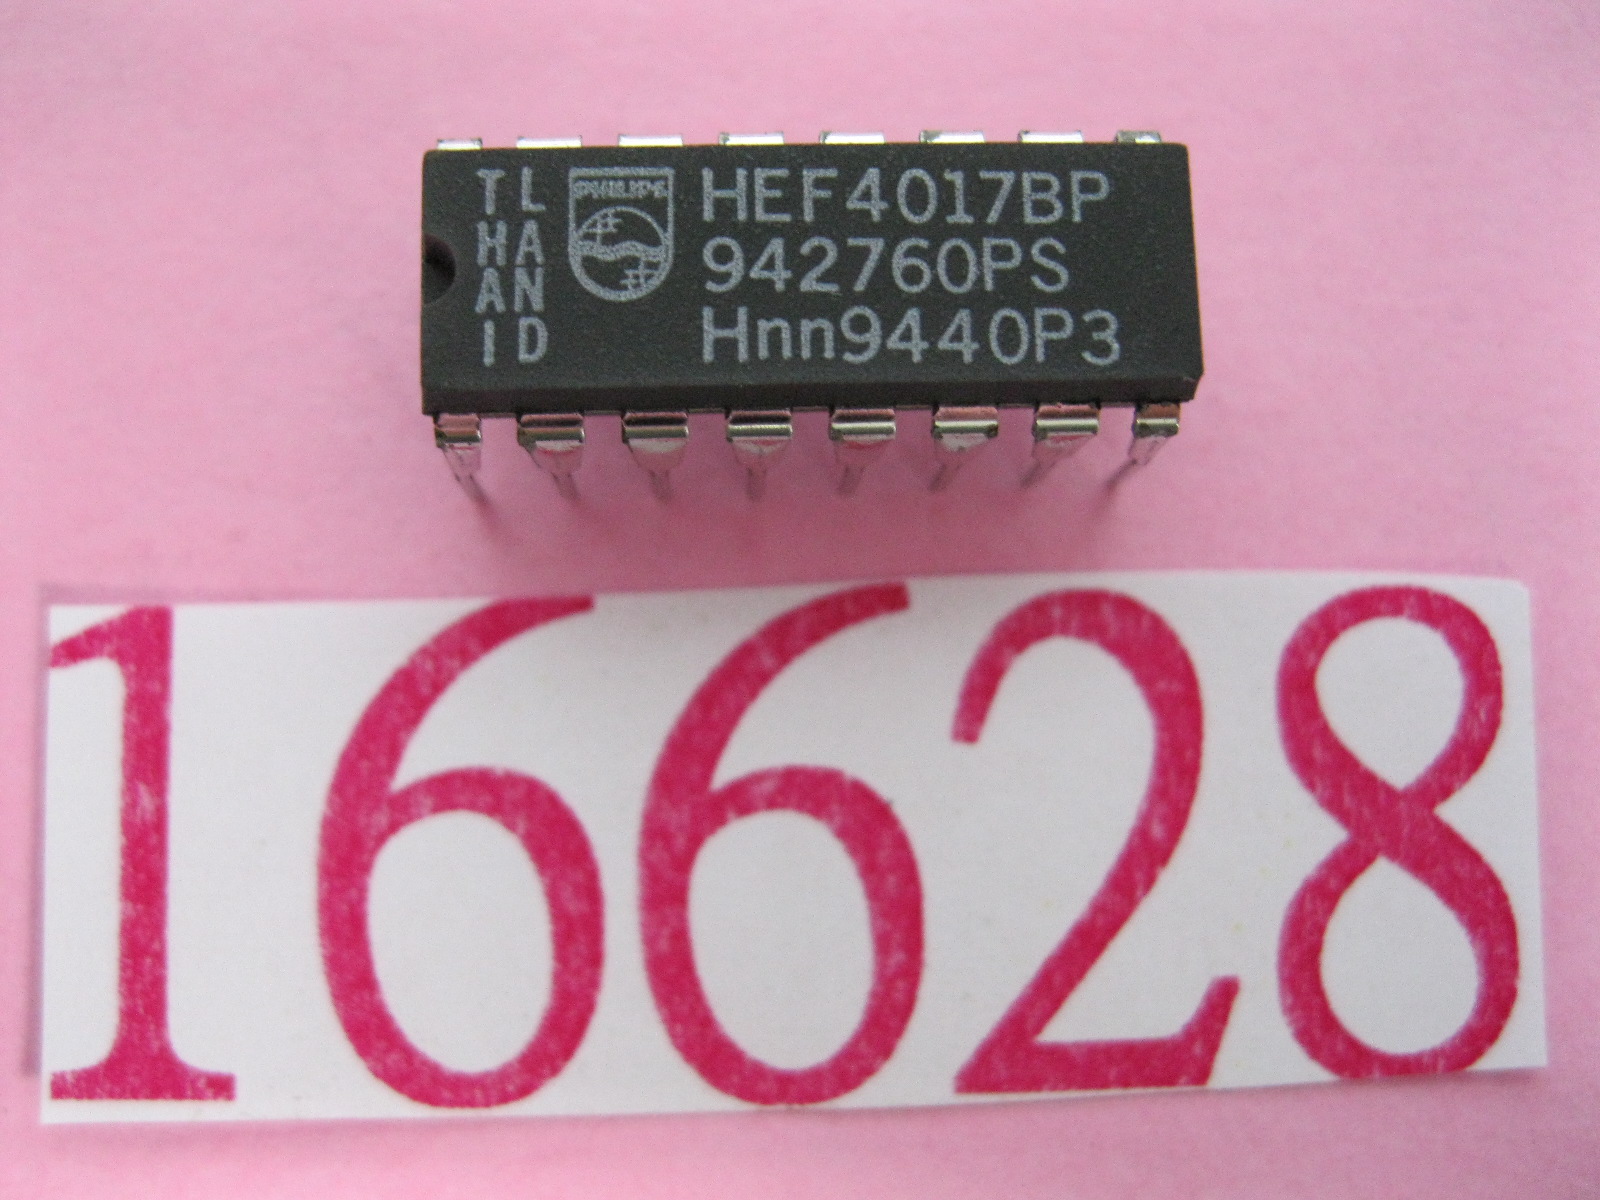 TL
HA
AN
ID
PHILIPS
HEF4017BP
942760PS
Hnn9440P3
16628